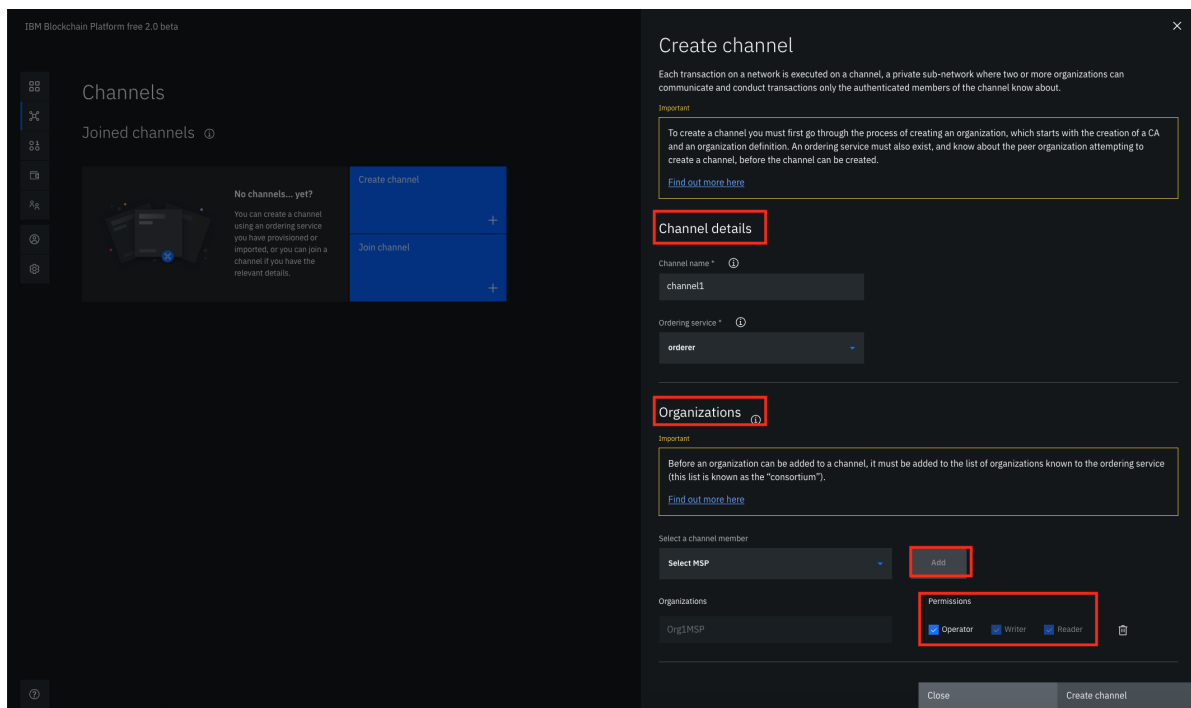 IBM Blockchain Platform free 2.0 beta
Channels
Joined channels
No channels... yet?
You can create a channel
using an ordering service
you have provisioned or
imported, or you can join a
channel if you have the
relevant details.
Create channel
Join channel
Create channel
Each transaction on a network is executed on a channel, a private sub-network where two or more organizations can
communicate and conduct transactions only the authenticated members of the channel know about.
Important
To create a channel you must first go through the process of creating an organization, which starts with the creation of a CA
and an organization definition. An ordering service must also exist, and know about the peer organization attempting to
create a channel, before the channel can be created.
Find out more here
Channel details
Channel name *
channel1
Ordering service *
orderer
Organizations
Important
Before an organization can be added to a channel, it must be added to the list of organizations known to the ordering service
(this list is known as the “consortium”).
Find out more here
Select a channel member
Select MSP
Add
Organizations
Permissions
Org1MSP
Operator
Writer
Reader
Close
Create channel